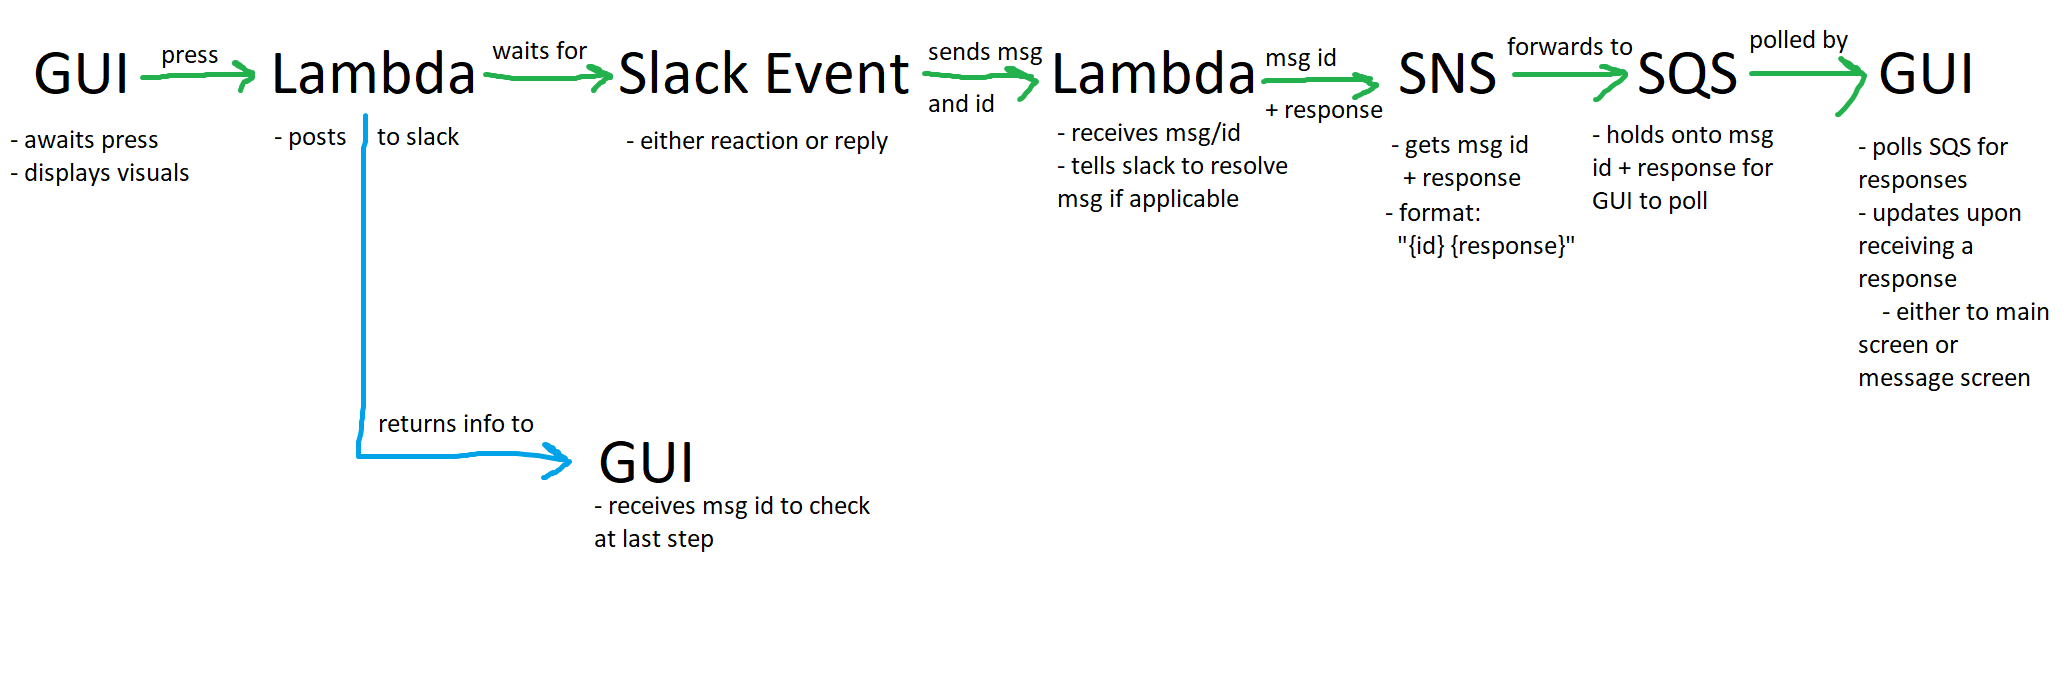 GUI
press
Lambda
waits for
Slack Event
sends msg
and id
Lambda
msg id
+ response
SNS
forwards to
SQS
polled by
GUI
- awaits press
- displays visuals
- posts to slack
- either reaction or reply
- receives msg/id
- tells slack to resolve
msg if applicable
- gets msg id
+ response
- format:
"{id} {response}"
- holds onto msg
id + response for
GUI to poll
- polls SQS for
responses
- updates upon
receiving a
response
- either to main
screen or
message screen
returns info to
GUI
- receives msg id to check
at last step